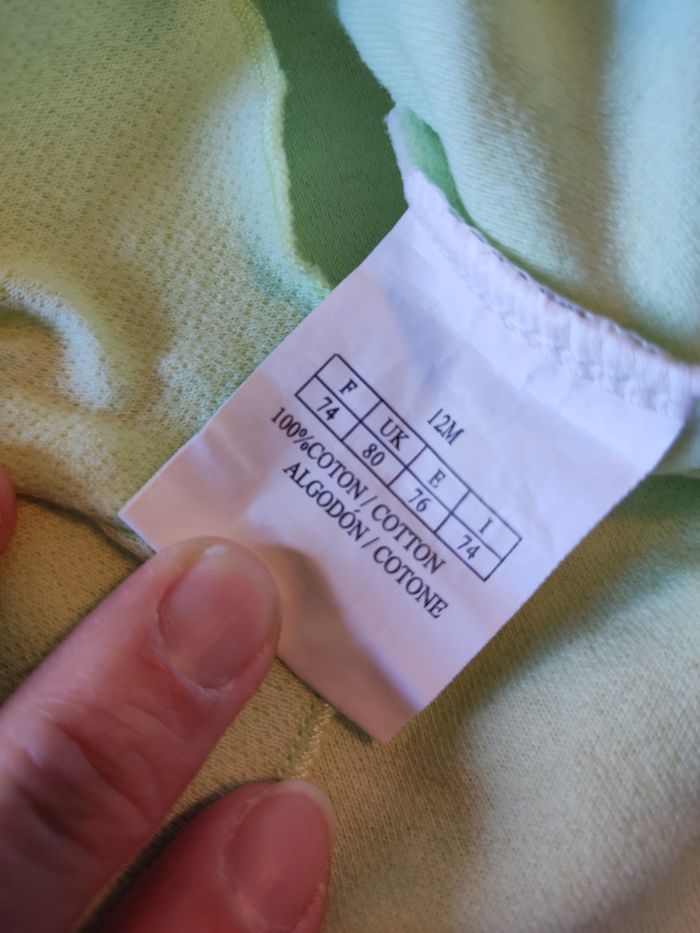 12M
F UK E I
74 80 76 74
100%COTON / COTTON
ALGODÓN / COTONE